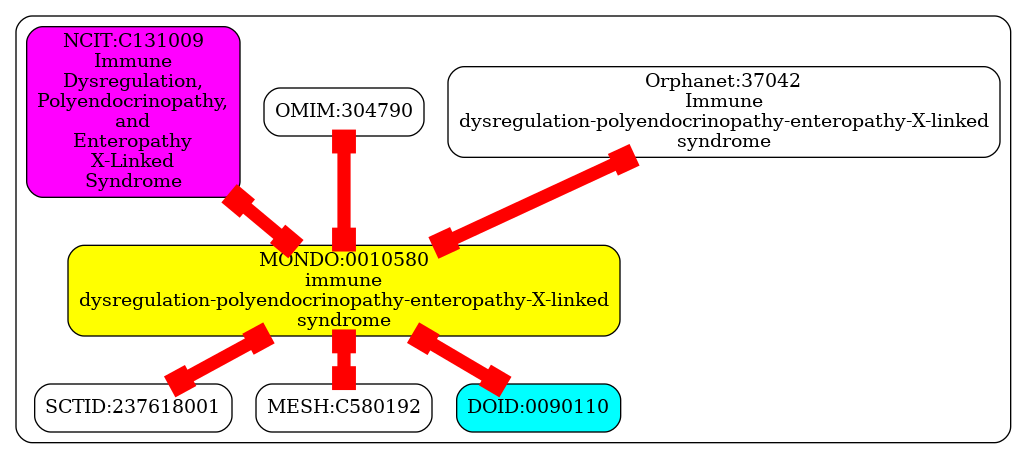 NCIT:C131009
Immune
Dysregulation,
Polyendocrinopathy,
and
Enteropathy
X-Linked
Syndrome
OMIM:304790
Orphanet:37042
Immune
dysregulation-polyendocrinopathy-enteropathy-X-linked
syndrome
MONDO:0010580
immune
dysregulation-polyendocrinopathy-enteropathy-X-linked
syndrome
SCTID:237618001
MESH:C580192
DOID:0090110